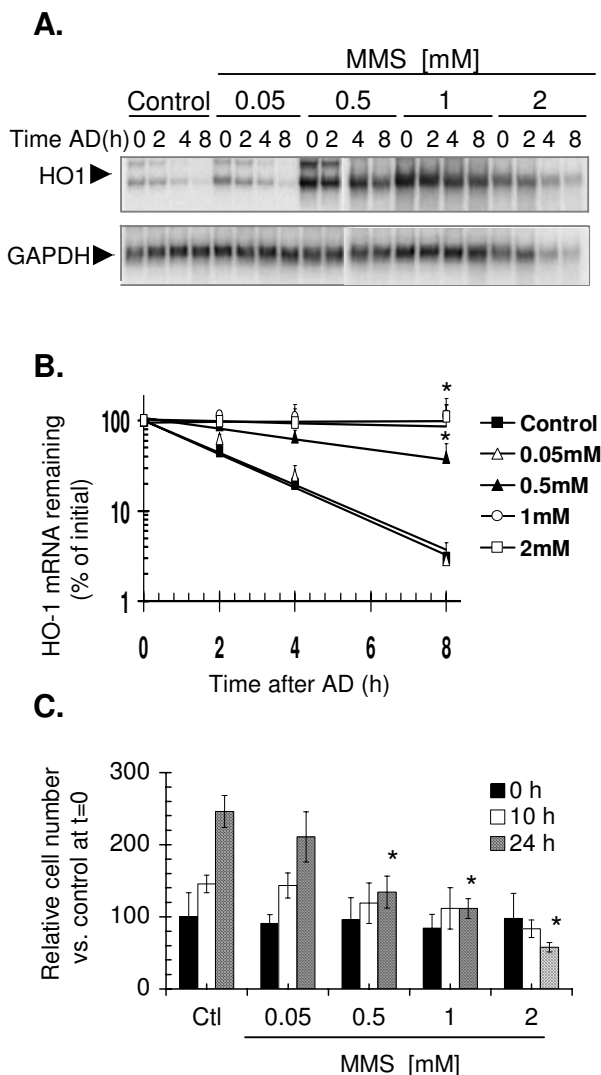 A.
MMS [mM]
Control 0.05 0.5 1 2
Time AD(h) 0 2 4 8 0 2 4 8 0 2 4 8 0 2 4 8 0 2 4 8
HO1
GAPDH
B.
HO-1 mRNA remaining
(% of initial)
100
10
1
0 2 4 6 8
Time after AD (h)
*
*
Control
0.05mM
0.5mM
1mM
2mM
C.
Relative cell number
vs. control at t=0
300
200
100
0
0 h
10 h
24 h
* * *
Ctl 0.05 0.5 1 2
MMS [mM]